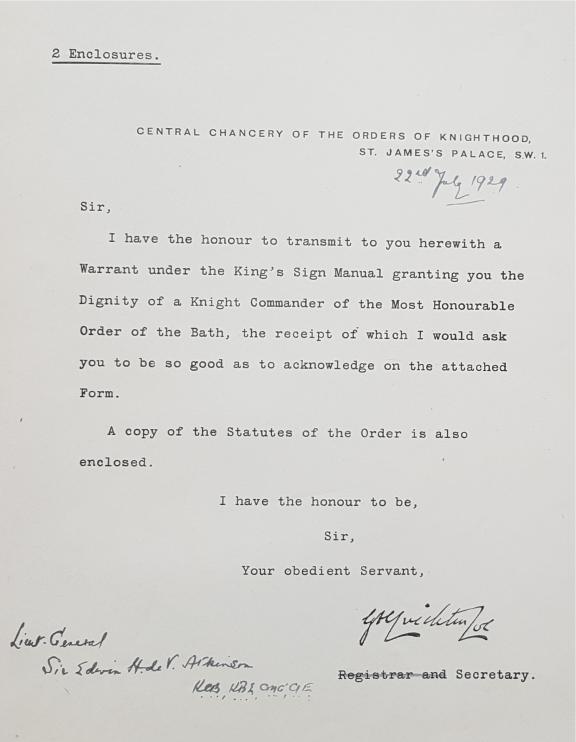 2 Enclosures.
CENTRAL CHANCERY OF THE ORDERS OF KNIGHTHOOD,
ST. JAMES'S PALACE, S.W. 1.
22nd July 1929
Sir,
I have the honour to transmit to you herewith a
Warrant under the King's Sign Manual granting you the
Dignity of a Knight Commander of the Most Honourable
Order of the Bath, the receipt of which I would ask
you to be so good as to acknowledge on the attached
Form.
A copy of the Statutes of the Order is also
enclosed.
I have the honour to be,
Sir,
Your obedient Servant,
Lieut-General
Sir Edwin H. de V. Atkinson
KCB, KBE, CMG, CIE
Registrar and Secretary.